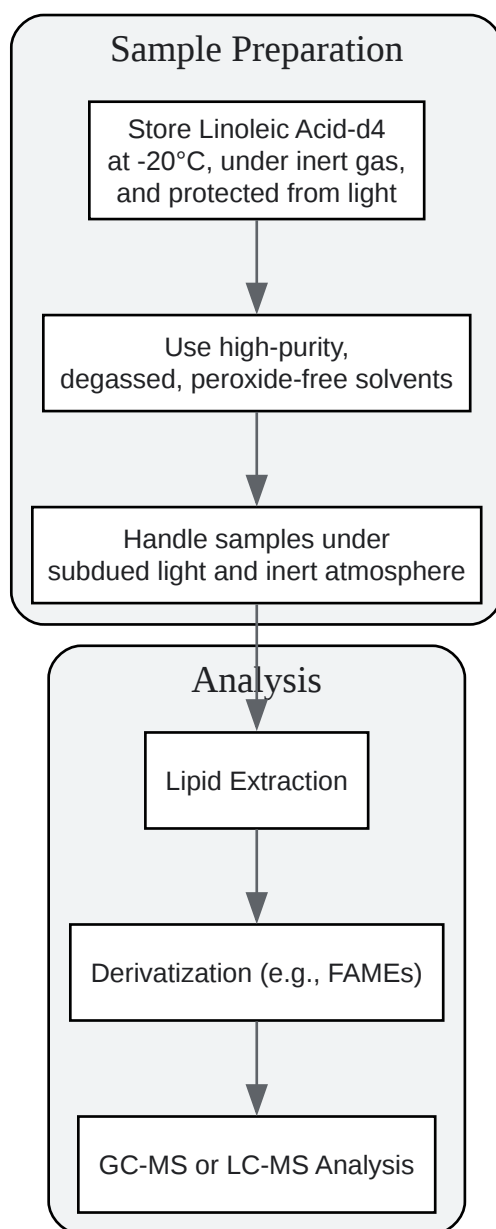 Sample Preparation
Store Linoleic Acid-d4
at -20°C, under inert gas,
and protected from light
Use high-purity,
degassed, peroxide-free solvents
Handle samples under
subdued light and inert atmosphere
Analysis
Lipid Extraction
Derivatization (e.g., FAMEs)
GC-MS or LC-MS Analysis